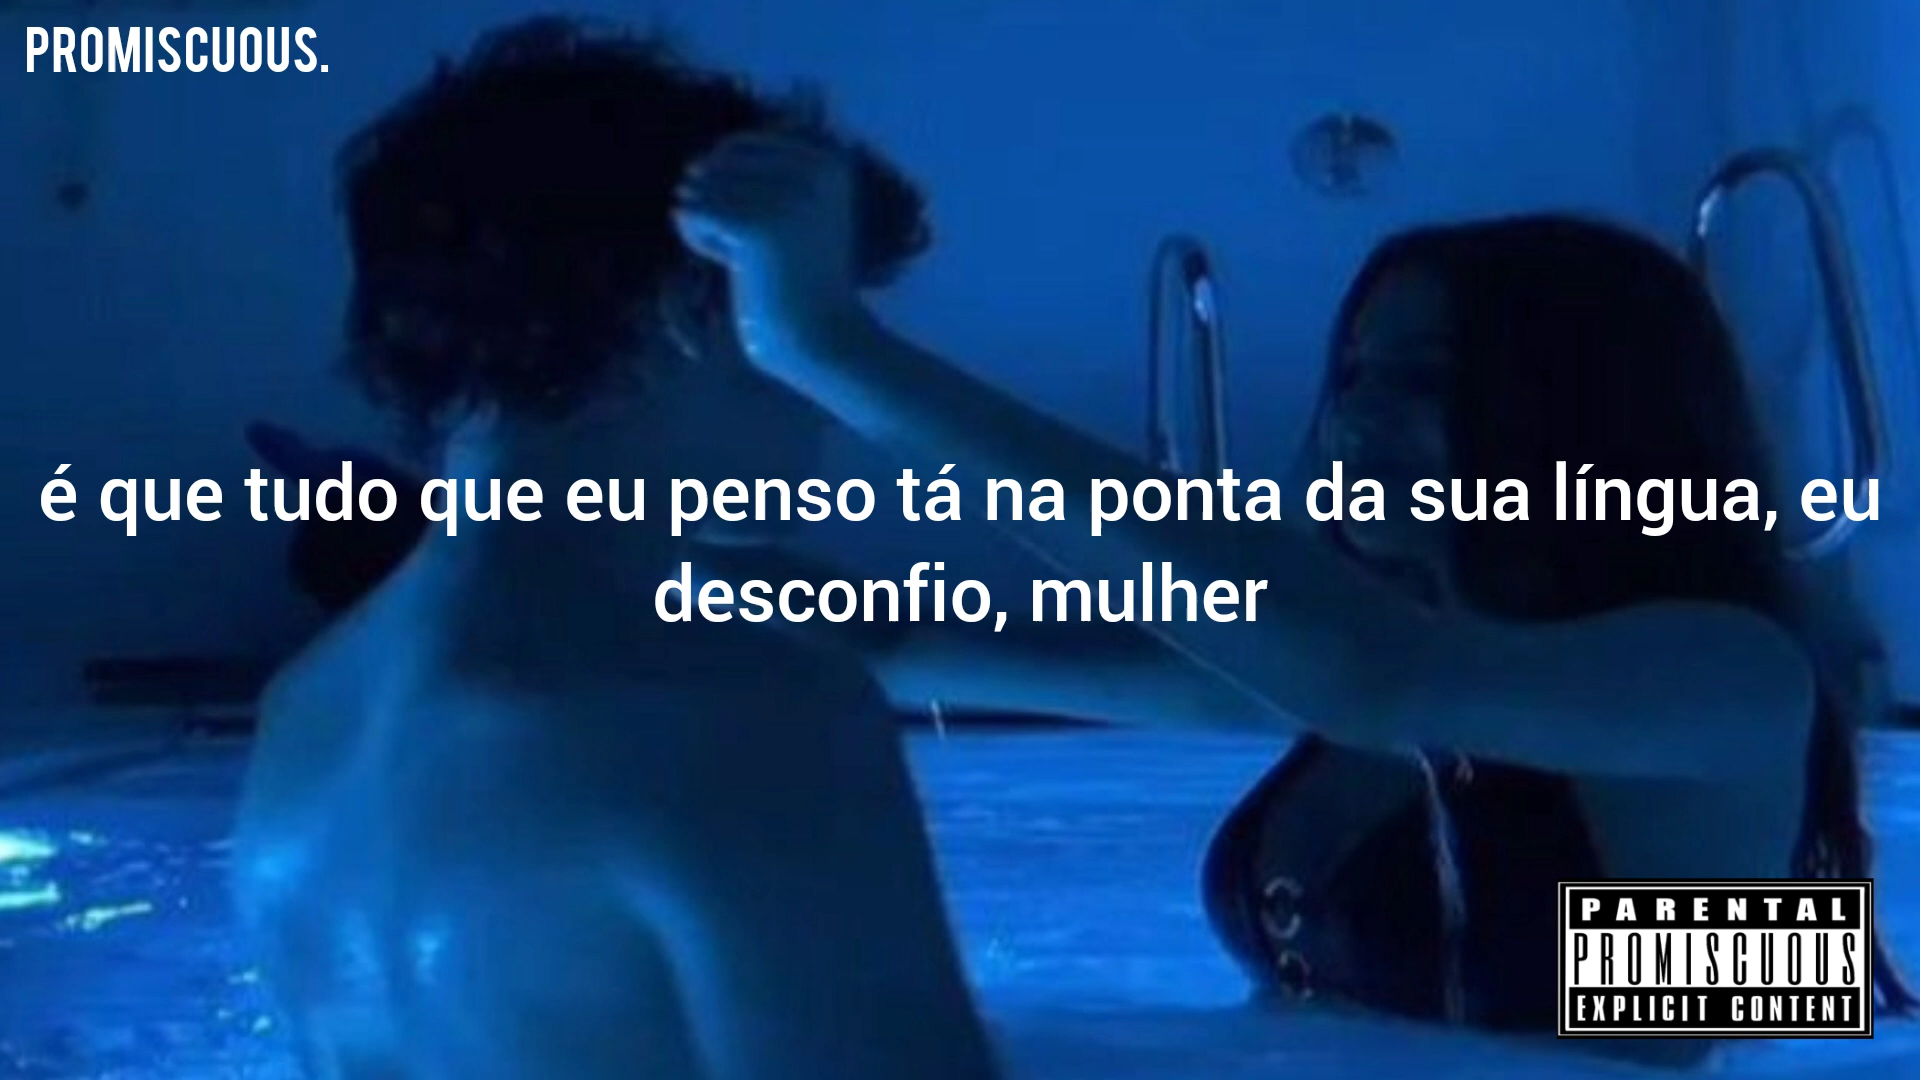 PROMISCUOUS.
é que tudo que eu penso tá na ponta da sua língua, eu
desconfio, mulher
PARENTAL
PROMISCUOUS
EXPLICIT CONTENT